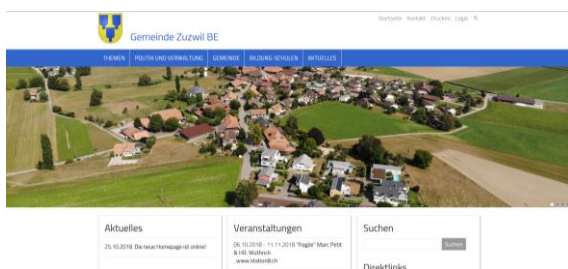 Startseite Kontakt Drucken Login
Gemeinde Zuzwil BE
THEMEN POLITIK UND VERWALTUNG GEMEINDE BILDUNG-SCHULEN AKTUELLES
Aktuelles
25.10.2018 Die neue Homepage ist online!
Veranstaltungen
06.10.2018 - 11.11.2018 "fragile" Marc Petit
& HR. Wüthrich
, www.stationB.ch
Suchen
Suchen
Direktlinks